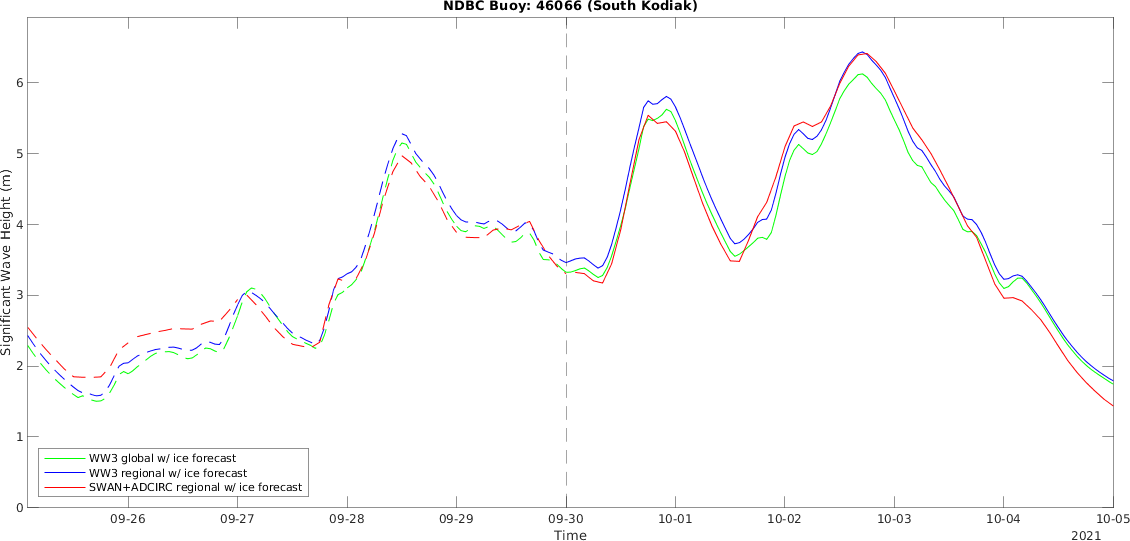 NDBC Buoy: 46066 (South Kodiak)
Significant Wave Height (m)
6
5
4
3
2
1
0
WW3 global w/ ice forecast
WW3 regional w/ ice forecast
SWAN+ADCIRC regional w/ ice forecast
09-26 09-27 09-28 09-29 09-30 10-01 10-02 10-03 10-04 10-05
Time
2021